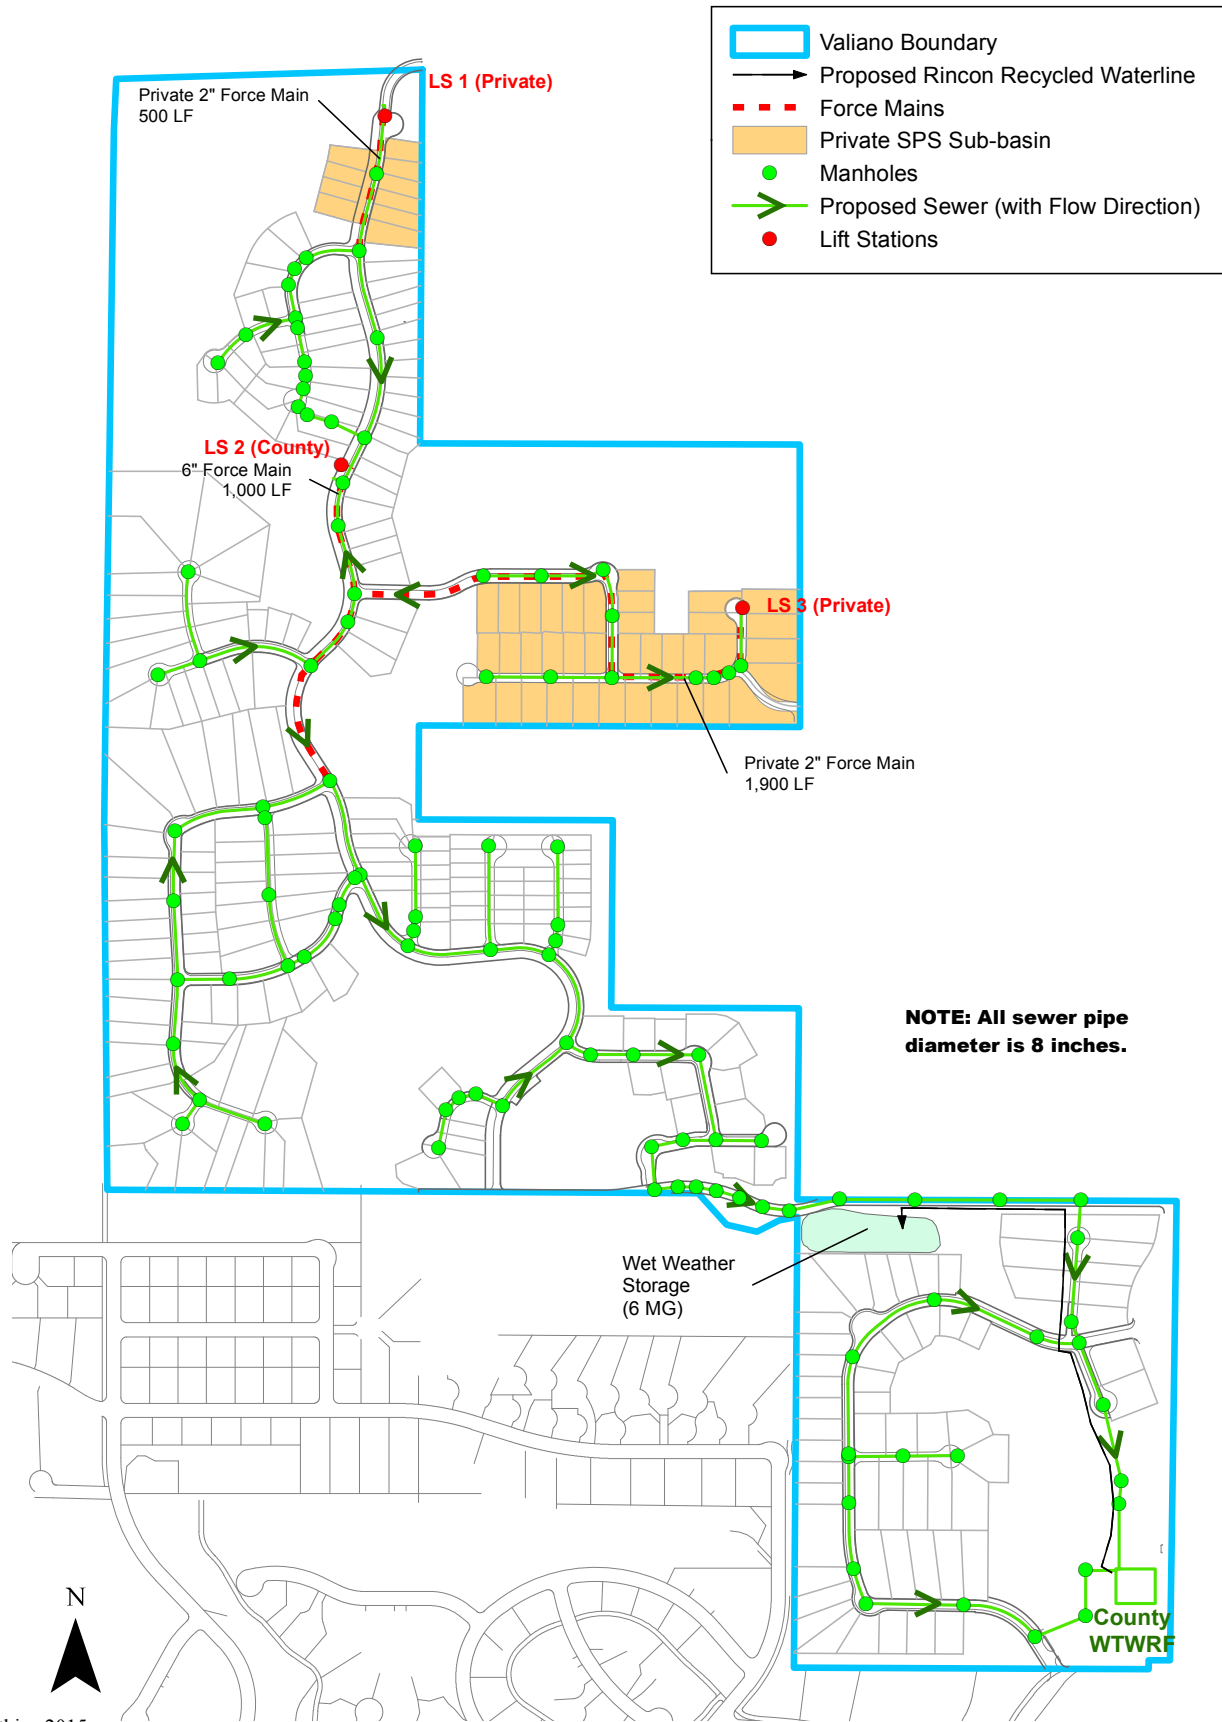 Valiano Boundary
Proposed Rincon Recycled Waterline
Force Mains
Private SPS Sub-basin
Manholes
Proposed Sewer (with Flow Direction)
Lift Stations
LS 1 (Private)
Private 2" Force Main
500 LF
LS 2 (County)
6" Force Main
1,000 LF
LS 3 (Private)
Private 2" Force Main
1,900 LF
NOTE: All sewer pipe
diameter is 8 inches.
Wet Weather
Storage
(6 MG)
County
WTWRF
N
2015